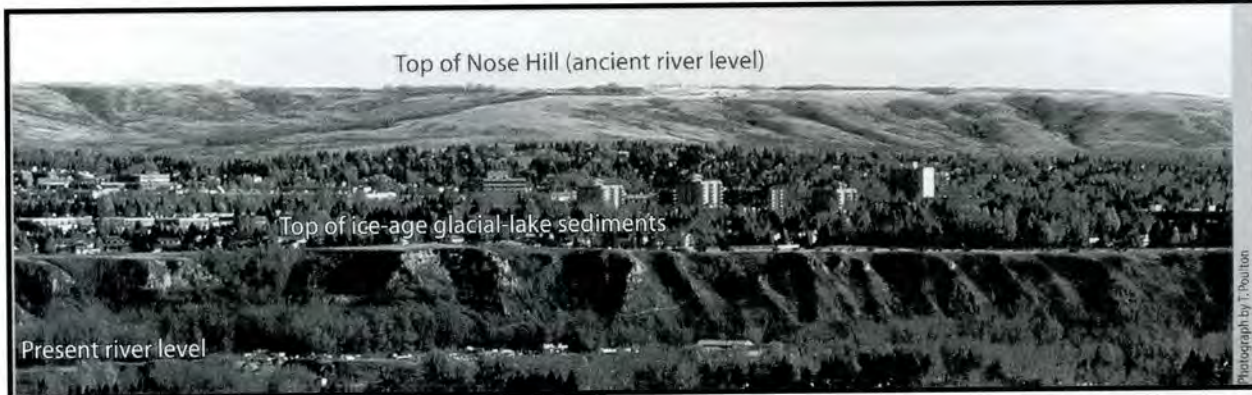 Top of Nose Hill (ancient river level)
Top of ice-age glacial-lake sediments
Present river level
Photograph by T. Poulton